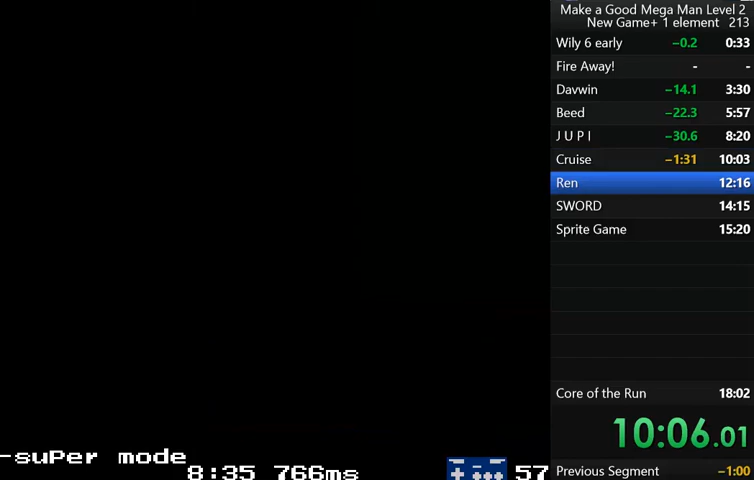 Make a Good Mega Man Level 2
New Game+ 1 element 213
Wily 6 early -0.2 0:33
Fire Away! - -
Davwin -14.1 3:30
Beed -22.3 5:57
J U P I -30.6 8:20
Cruise -1:31 10:03
Ren 12:16
SWORD 14:15
Sprite Game 15:20
Core of the Run 18:02
10:06.01
-suPer mode
8:35 766ms 57
Previous Segment -1:00